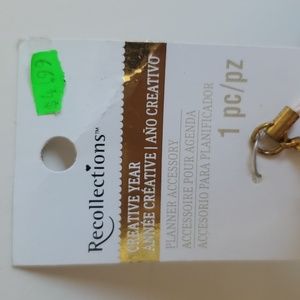 $4.99
Recollections™
CREATIVE YEAR
ANNÉE CRÉATIVE | AÑO CREATIVO
PLANNER ACCESSORY
ACCESSOIRE POUR AGENDA
ACCESORIO PARA PLANIFICADOR
1 pc/pz